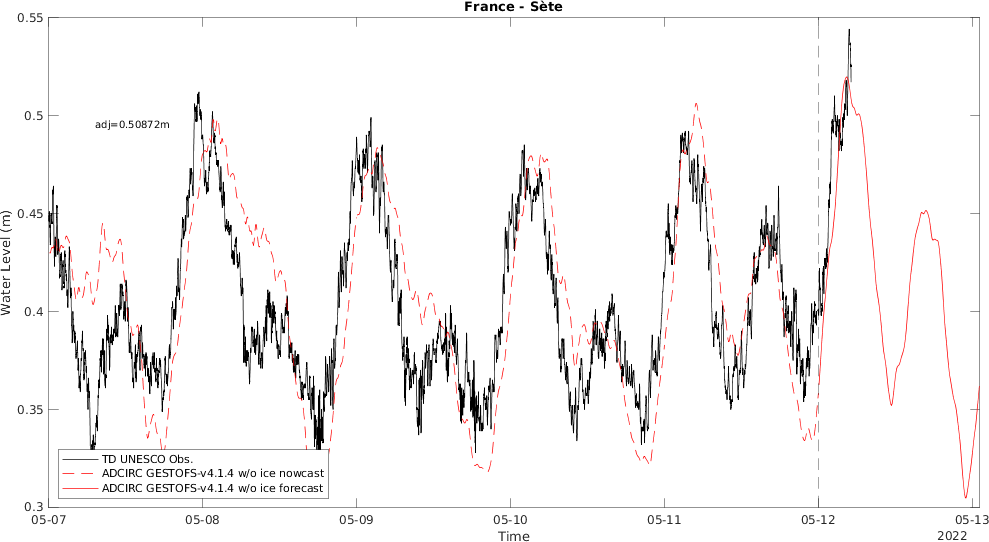 France - Sète
0.55
0.5
0.45
0.4
0.35
0.3
Water Level (m)
adj=0.50872m
TD UNESCO Obs.
ADCIRC GESTOFS-v4.1.4 w/o ice nowcast
ADCIRC GESTOFS-v4.1.4 w/o ice forecast
05-07 05-08 05-09 05-10 05-11 05-12 05-13
Time
2022